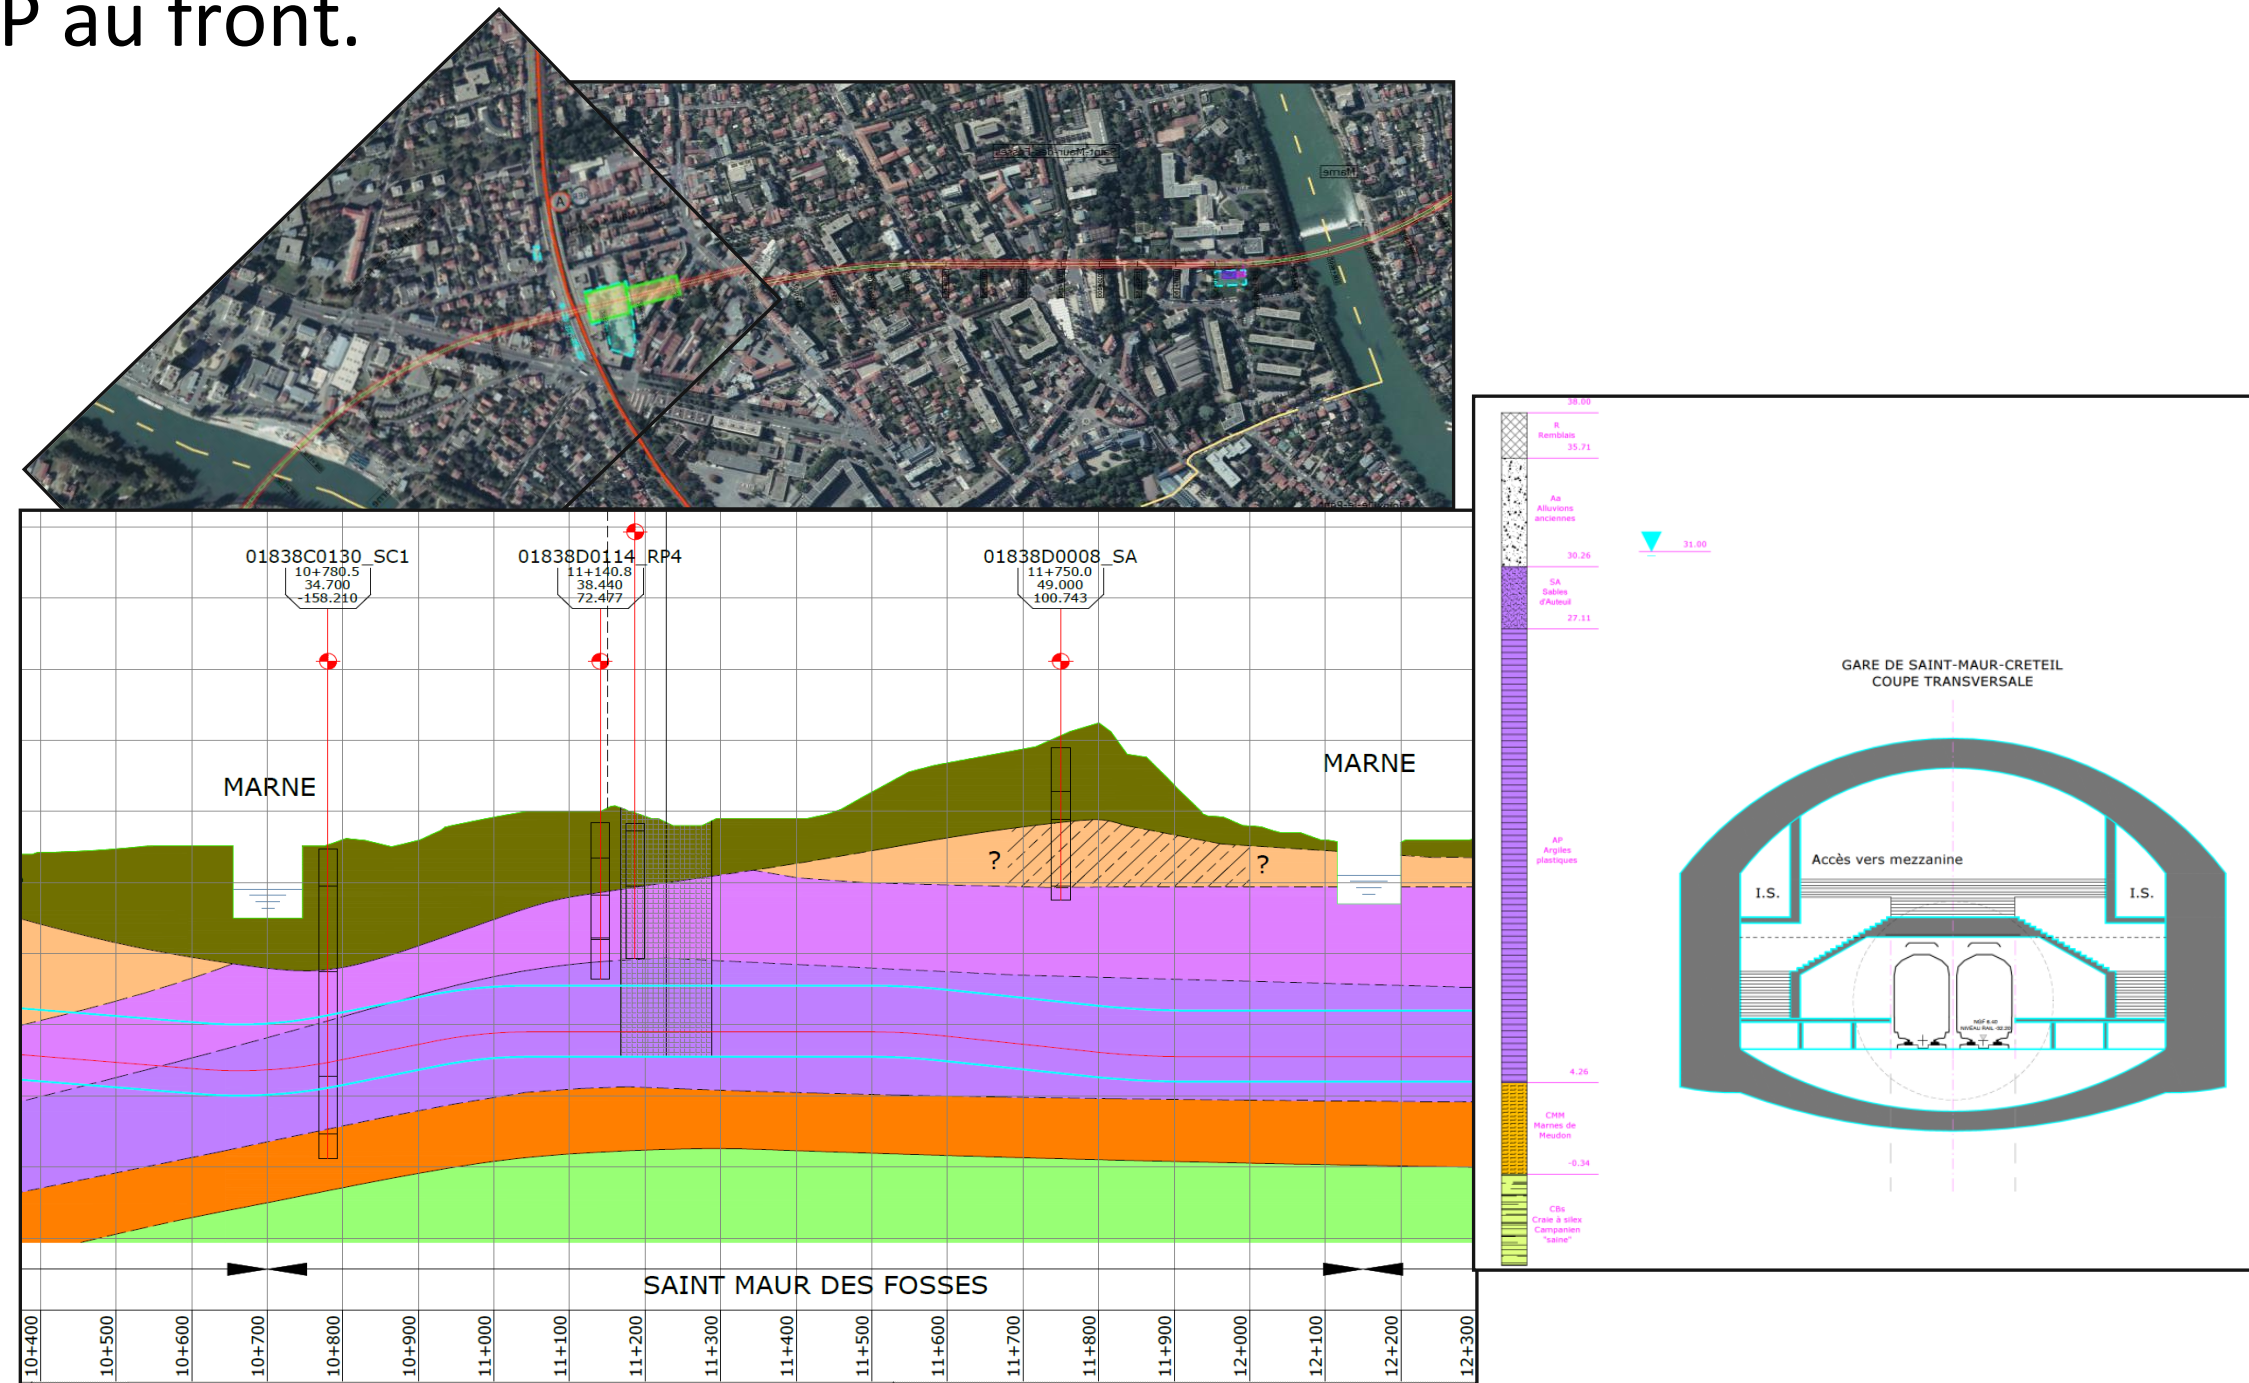 P au front.
A
01838C0130_SC1
10+780.5
34.700
-158.210
01838D0114_RP4
11+140.8
38.440
72.477
01838D0008_SA
11+750.0
49.000
100.743
MARNE
MARNE
?
?
SAINT MAUR DES FOSSES
10+400
10+500
10+600
10+700
10+800
10+900
11+000
11+100
11+200
11+300
11+400
11+500
11+600
11+700
11+800
11+900
12+000
12+100
12+200
12+300
38.00
R
Remblais
35.71
Aa
Alluvions
anciennes
30.26
SA
Sables
d'Auteuil
27.11
AP
Argiles
plastiques
4.26
CMM
Marnes de
Meudon
-0.34
CBs
Craie à silex
Campanien
"saine"
31.00
GARE DE SAINT-MAUR-CRETEIL
COUPE TRANSVERSALE
Accès vers mezzanine
I.S.
I.S.
Saint-Maur-des-Fossés
Marne